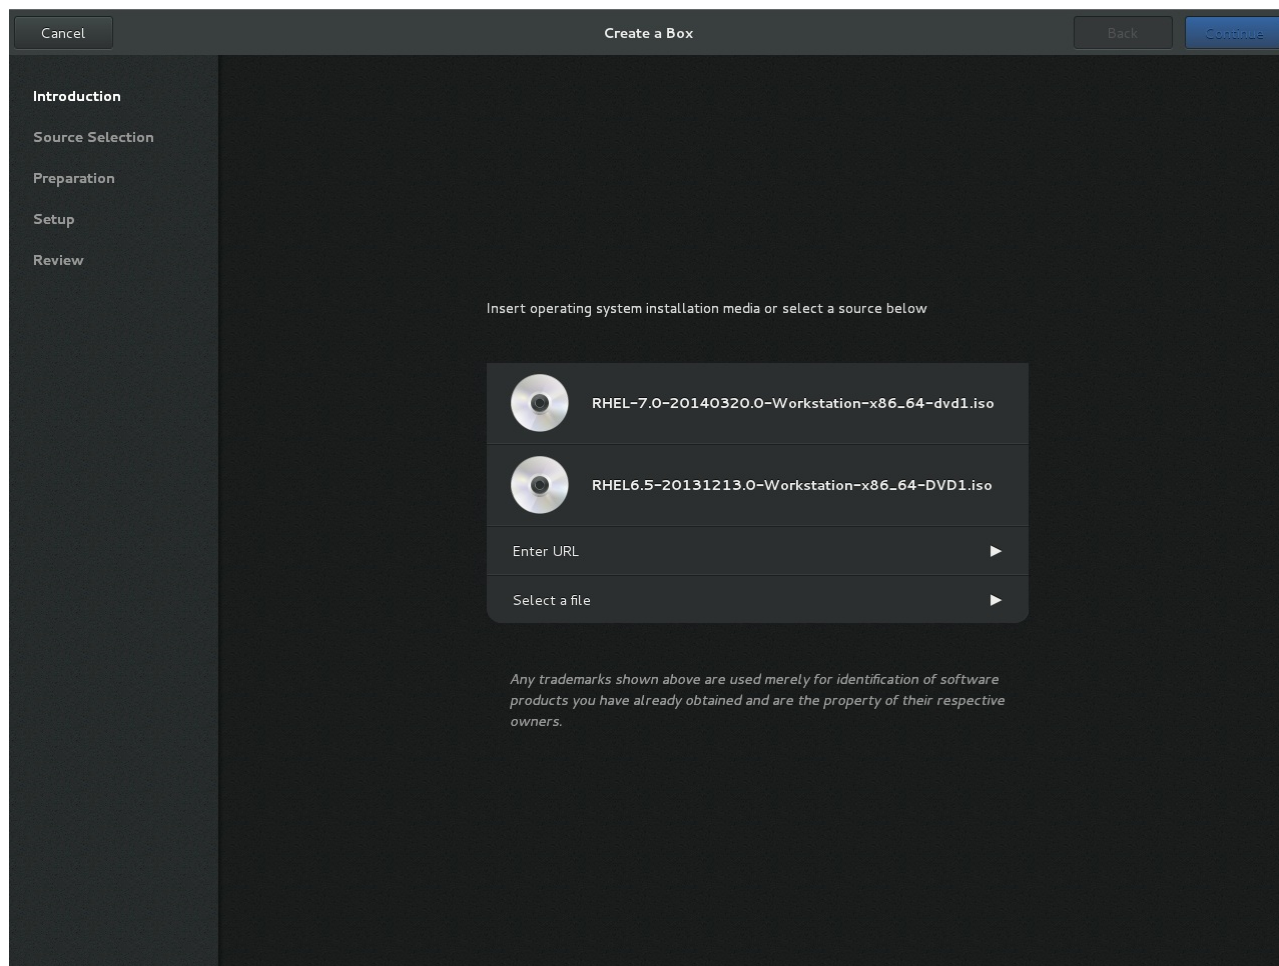 Cancel
Create a Box
Back
Continue
Introduction
Source Selection
Preparation
Setup
Review
Insert operating system installation media or select a source below
RHEL-7.0-20140320.0-Workstation-x86_64-dvd1.iso
RHEL6.5-20131213.0-Workstation-x86_64-DVD1.iso
Enter URL
Select a file
Any trademarks shown above are used merely for identification of software
products you have already obtained and are the property of their respective
owners.